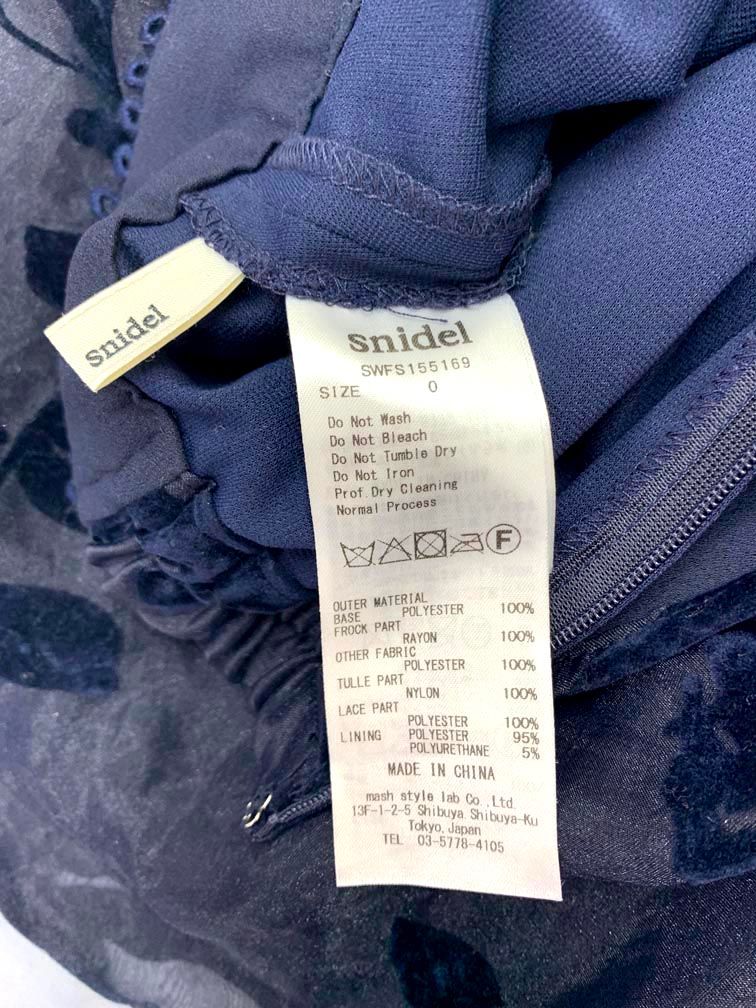 snidel
snidel
SWFS155169
SIZE 0
Do Not Wash
Do Not Bleach
Do Not Tumble Dry
Do Not Iron
Prof.Dry Cleaning
Normal Process
F
OUTER MATERIAL
BASE POLYESTER 100%
FROCK PART
RAYON 100%
OTHER FABRIC
POLYESTER 100%
TULLE PART
NYLON 100%
LACE PART
POLYESTER 100%
LINING POLYESTER 95%
POLYURETHANE 5%
MADE IN CHINA
mash style lab Co.,Ltd.
13F-1-2-5 Shibuya Shibuya-Ku
Tokyo,Japan
TEL 03-5778-4105